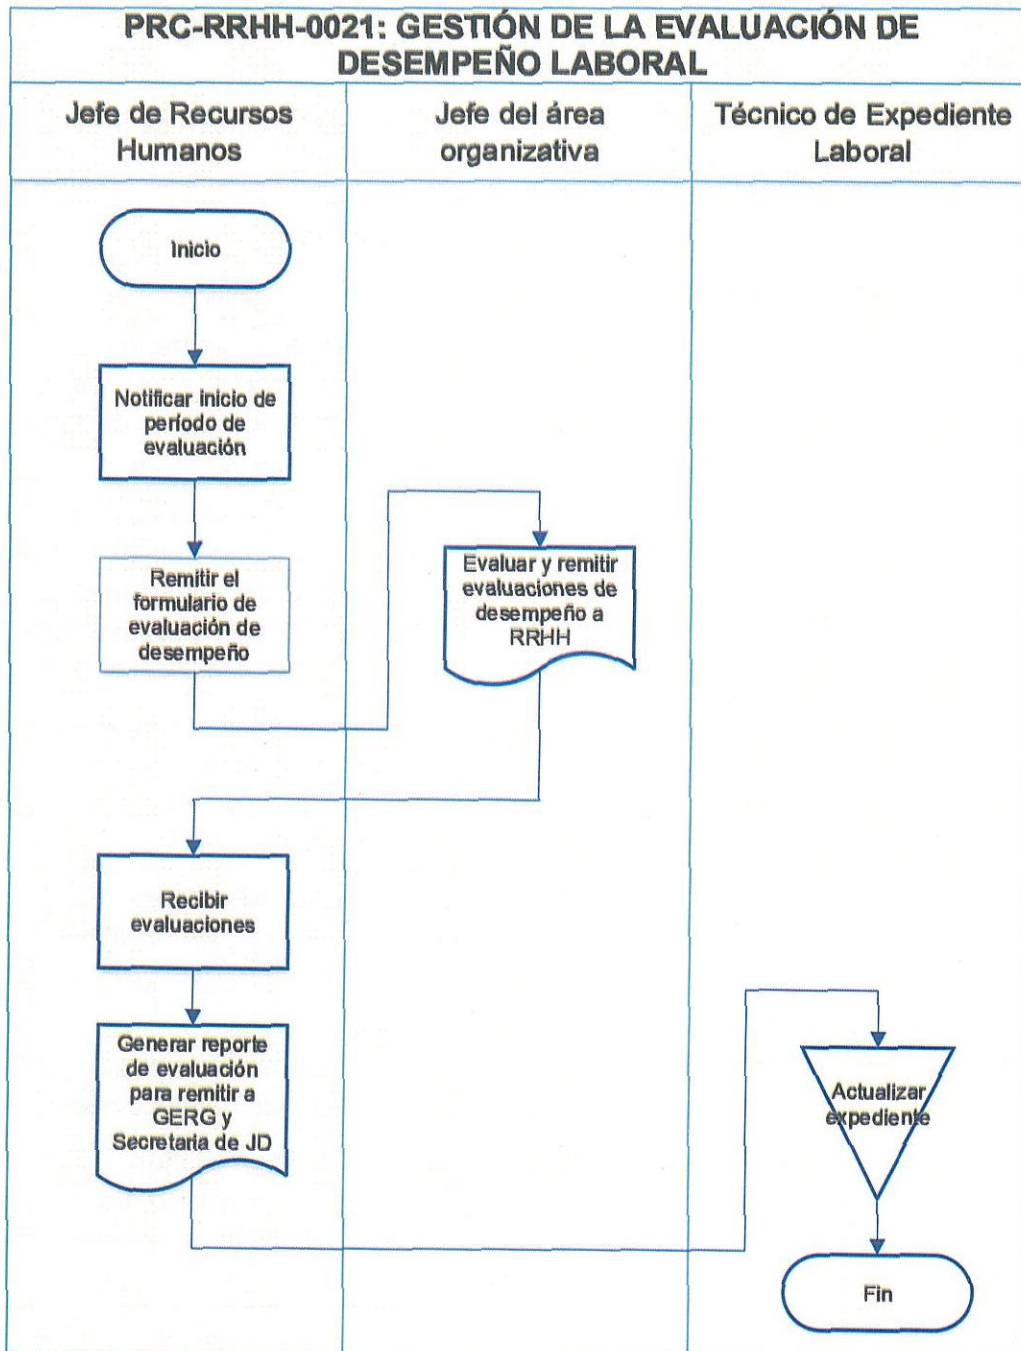 PRC-RRHH-0021: GESTIÓN DE LA EVALUACIÓN DE
DESEMPEÑO LABORAL
Jefe de Recursos
Humanos
Jefe del área
organizativa
Técnico de Expediente
Laboral
Inicio
Notificar inicio de
período de
evaluación
Remitir el
formulario de
evaluación de
desempeño
Evaluar y remitir
evaluaciones de
desempeño a
RRHH
Recibir
evaluaciones
Generar reporte
de evaluación
para remitir a
GERG y
Secretaria de JD
Actualizar
expediente
Fin